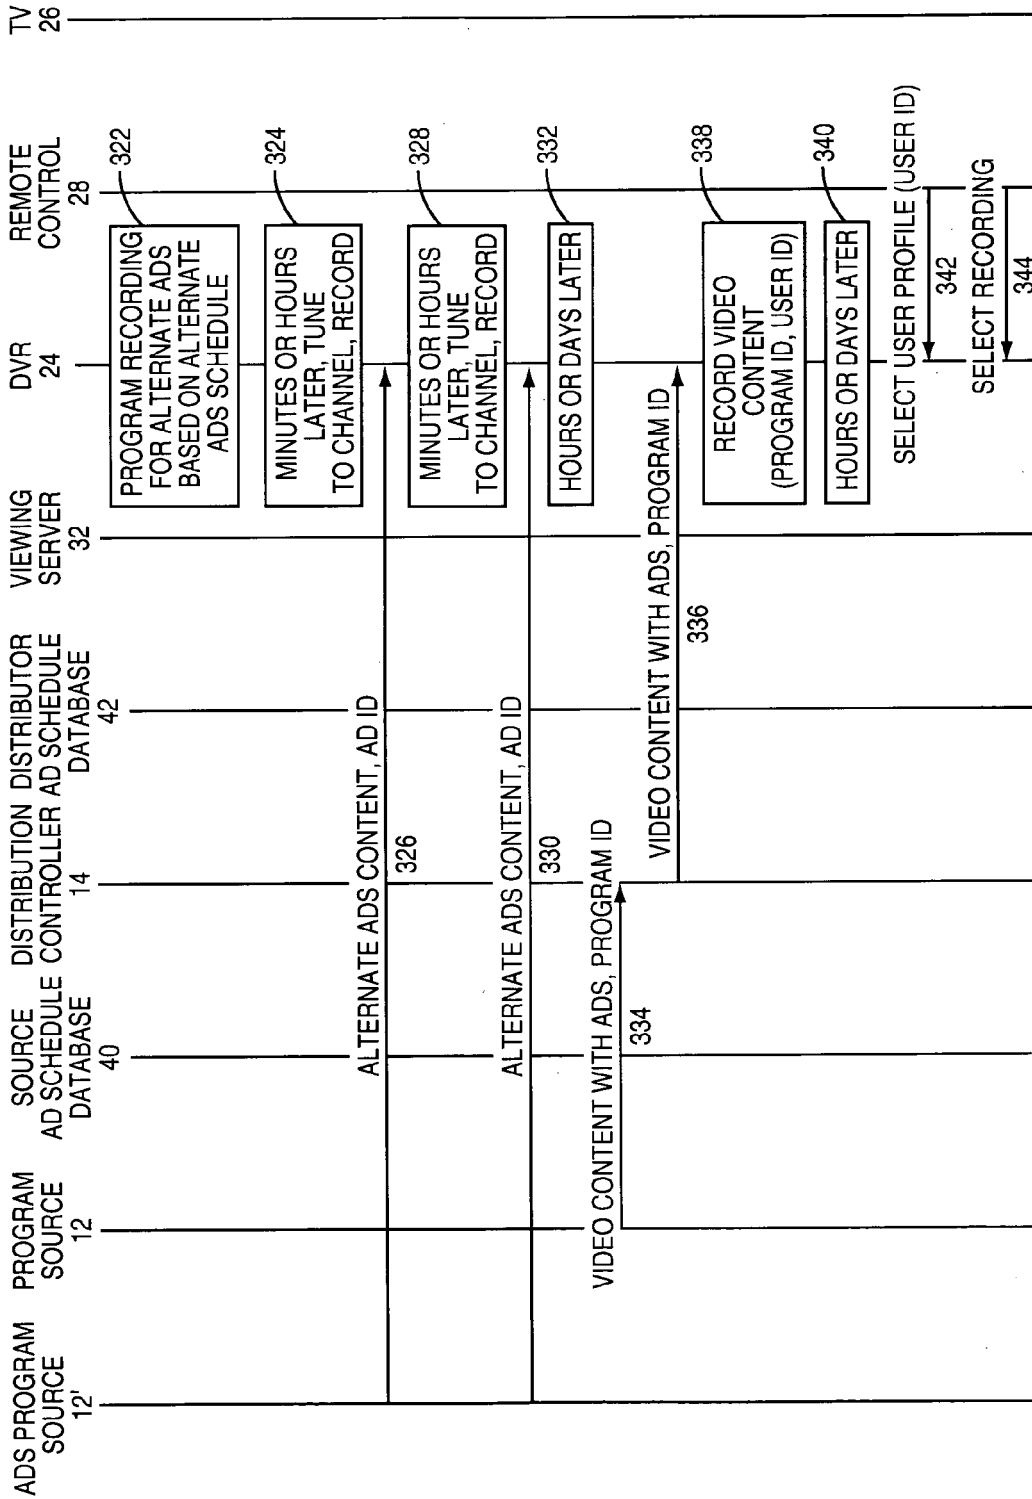 ADS PROGRAM
SOURCE
12'
PROGRAM
SOURCE
12
SOURCE
AD SCHEDULE
DATABASE
40
DISTRIBUTION
CONTROLLER
14
DISTRIBUTOR
AD SCHEDULE
DATABASE
42
VIEWING
SERVER
32
DVR
24
REMOTE
CONTROL
28
TV
26
PROGRAM RECORDING
FOR ALTERNATE ADS
BASED ON ALTERNATE
ADS SCHEDULE
322
MINUTES OR HOURS
LATER, TUNE
TO CHANNEL, RECORD
324
ALTERNATE ADS CONTENT, AD ID
326
MINUTES OR HOURS
LATER, TUNE
TO CHANNEL, RECORD
328
ALTERNATE ADS CONTENT, AD ID
330
HOURS OR DAYS LATER
332
VIDEO CONTENT WITH ADS, PROGRAM ID
334
VIDEO CONTENT WITH ADS, PROGRAM ID
336
RECORD VIDEO
CONTENT
(PROGRAM ID, USER ID)
338
HOURS OR DAYS LATER
340
SELECT USER PROFILE (USER ID)
342
SELECT RECORDING
344